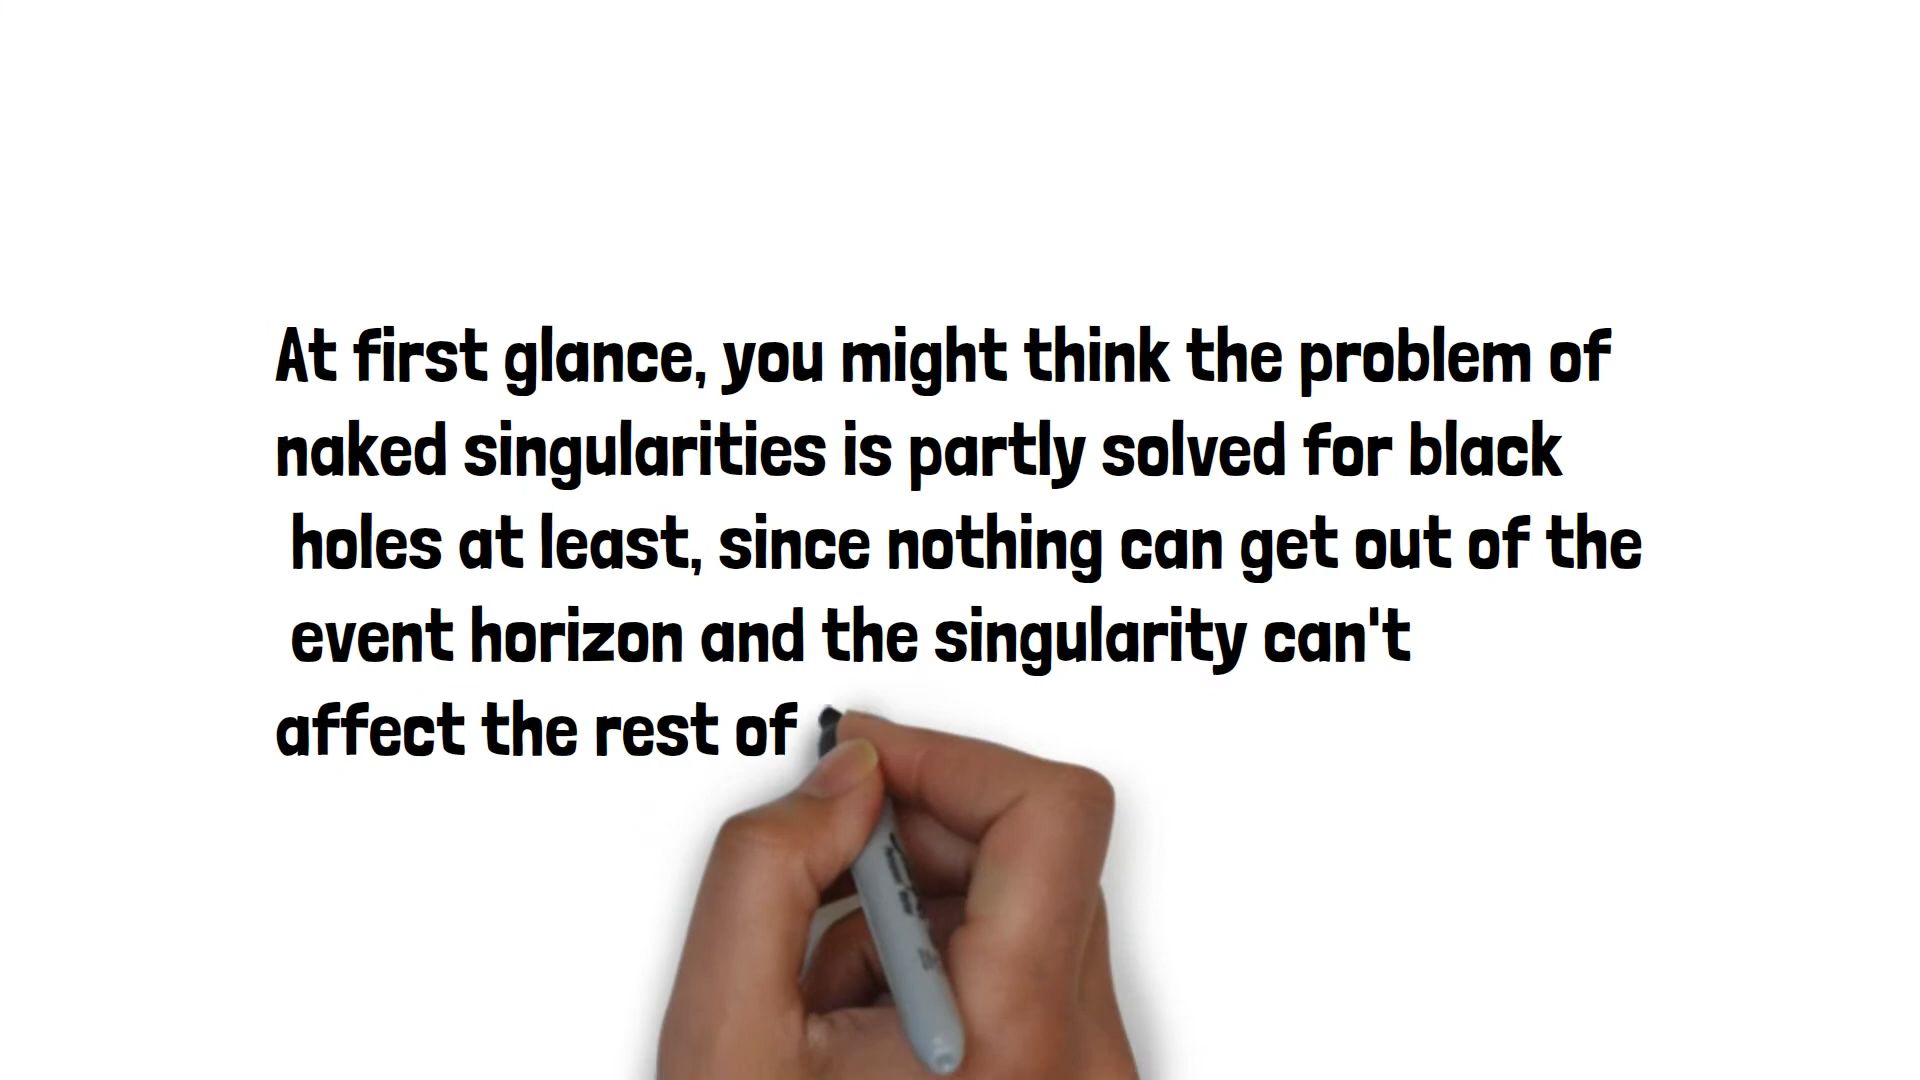 At first glance, you might think the problem of
naked singularities is partly solved for black
holes at least, since nothing can get out of the
event horizon and the singularity can't
affect the rest of